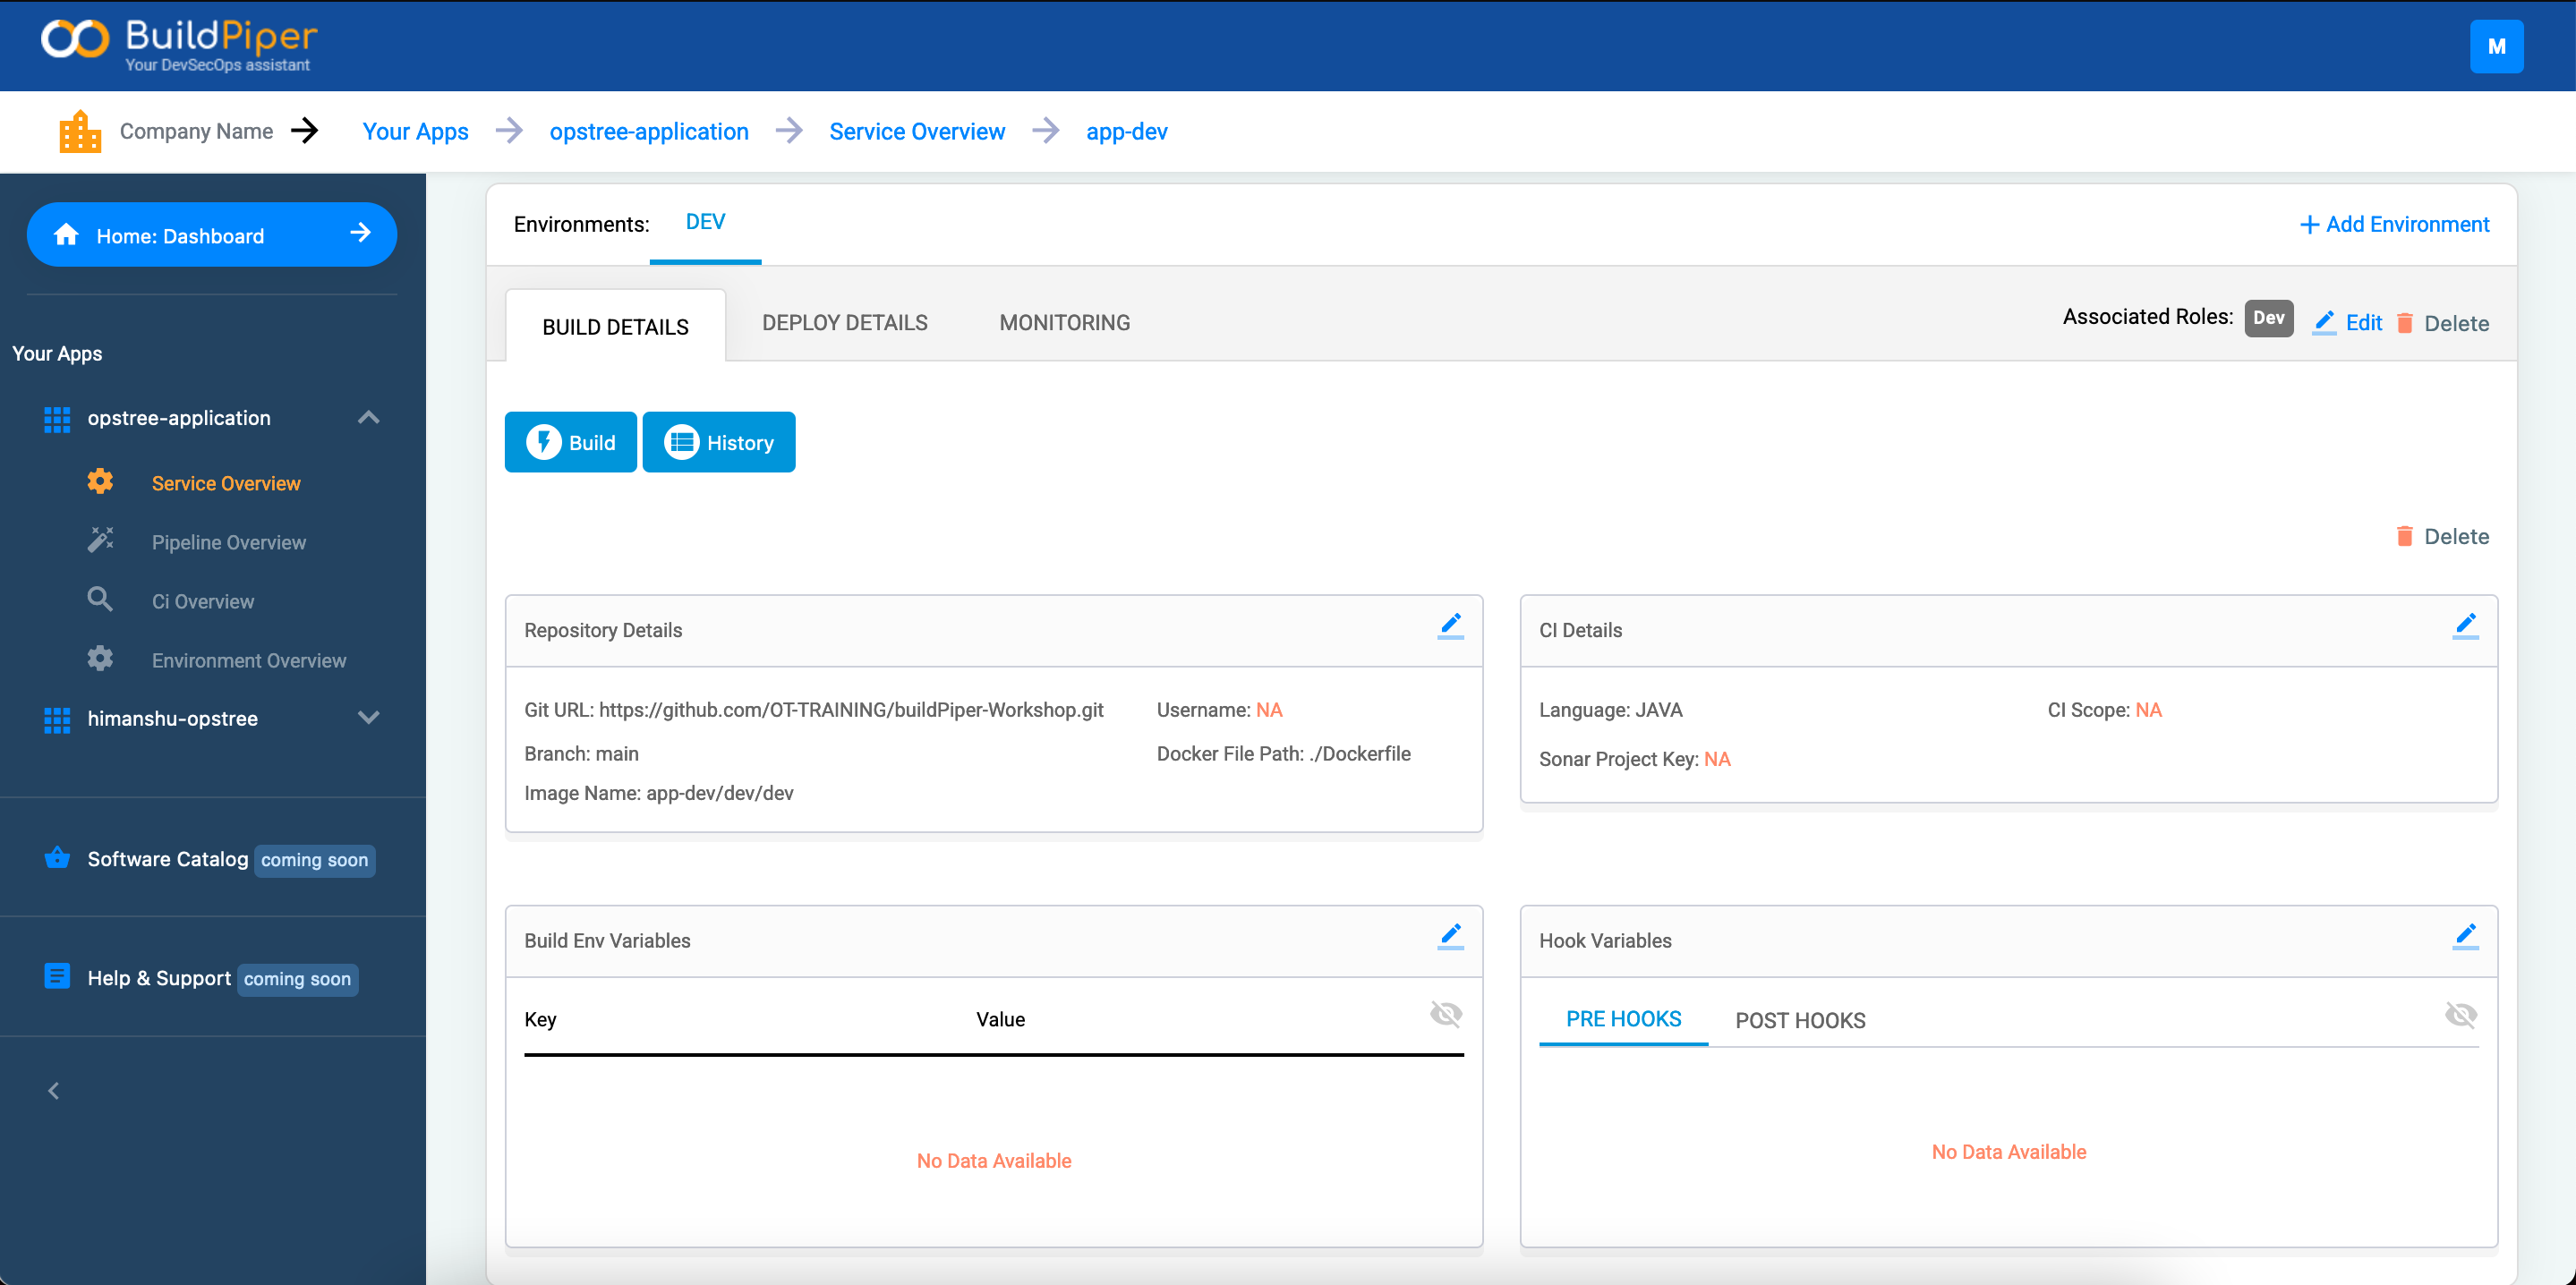 BuildPiper
Your DevSecOps assistant
M
Company Name
Your Apps
opstree-application
Service Overview
app-dev
Home: Dashboard
Your Apps
opstree-application
Service Overview
Pipeline Overview
Ci Overview
Environment Overview
himanshu-opstree
Software Catalog coming soon
Help & Support coming soon
Environments: DEV
Add Environment
BUILD DETAILS DEPLOY DETAILS MONITORING
Associated Roles: Dev Edit Delete
Build History
Delete
Repository Details
Git URL: https://github.com/OT-TRAINING/buildPiper-Workshop.git Username: NA
Branch: main Docker File Path: ./Dockerfile
Image Name: app-dev/dev/dev
CI Details
Language: JAVA CI Scope: NA
Sonar Project Key: NA
Build Env Variables
Key Value
No Data Available
Hook Variables
PRE HOOKS POST HOOKS
No Data Available